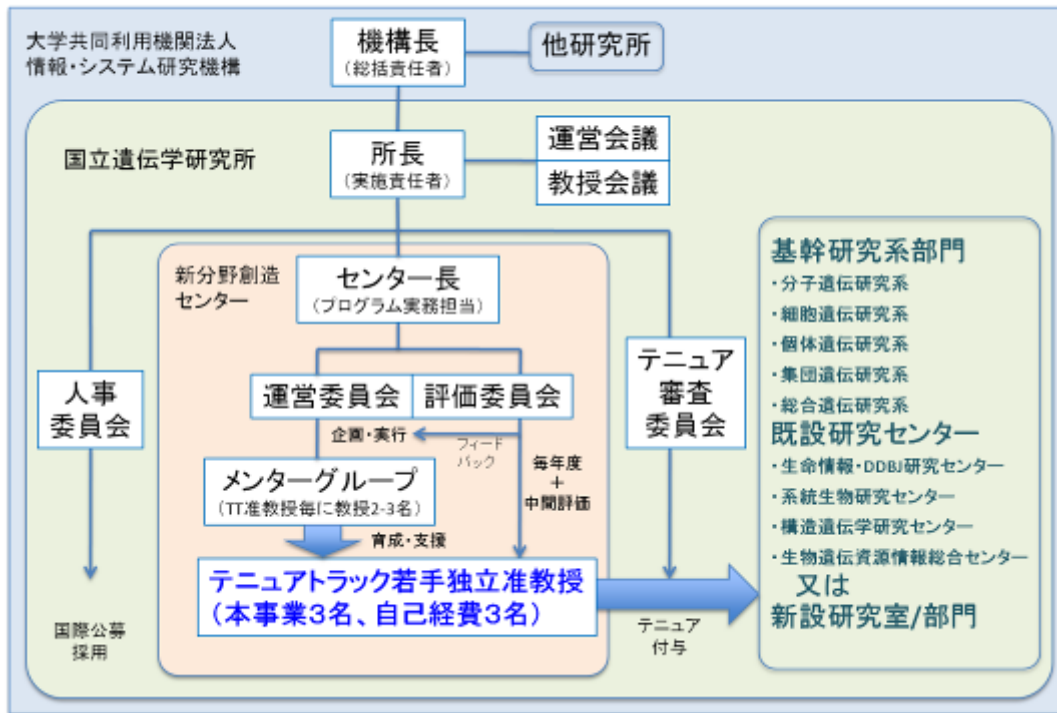 大学共同利用機関法人
情報・システム研究機構
機構長
(総括責任者)
他研究所
国立遺伝学研究所
所長
(実施責任者)
運営会議
教授会議
新分野創造
センター
センター長
(プログラム実務担当)
人事
委員会
運営委員会
評価委員会
テニュア
審査
委員会
企画・実行
フィード
バック
毎年度
+
中間評価
メンターグループ
(TT准教授毎に教授2-3名)
育成・支援
テニュアトラック若手独立准教授
(本事業3名、自己経費3名)
国際公募
採用
テニュア
付与
基幹研究系部門
・分子遺伝研究系
・細胞遺伝研究系
・個体遺伝研究系
・集団遺伝研究系
・総合遺伝研究系
既設研究センター
・生命情報・DDBJ研究センター
・系統生物研究センター
・構造遺伝学研究センター
・生物遺伝資源情報総合センター
又は
新設研究室/部門